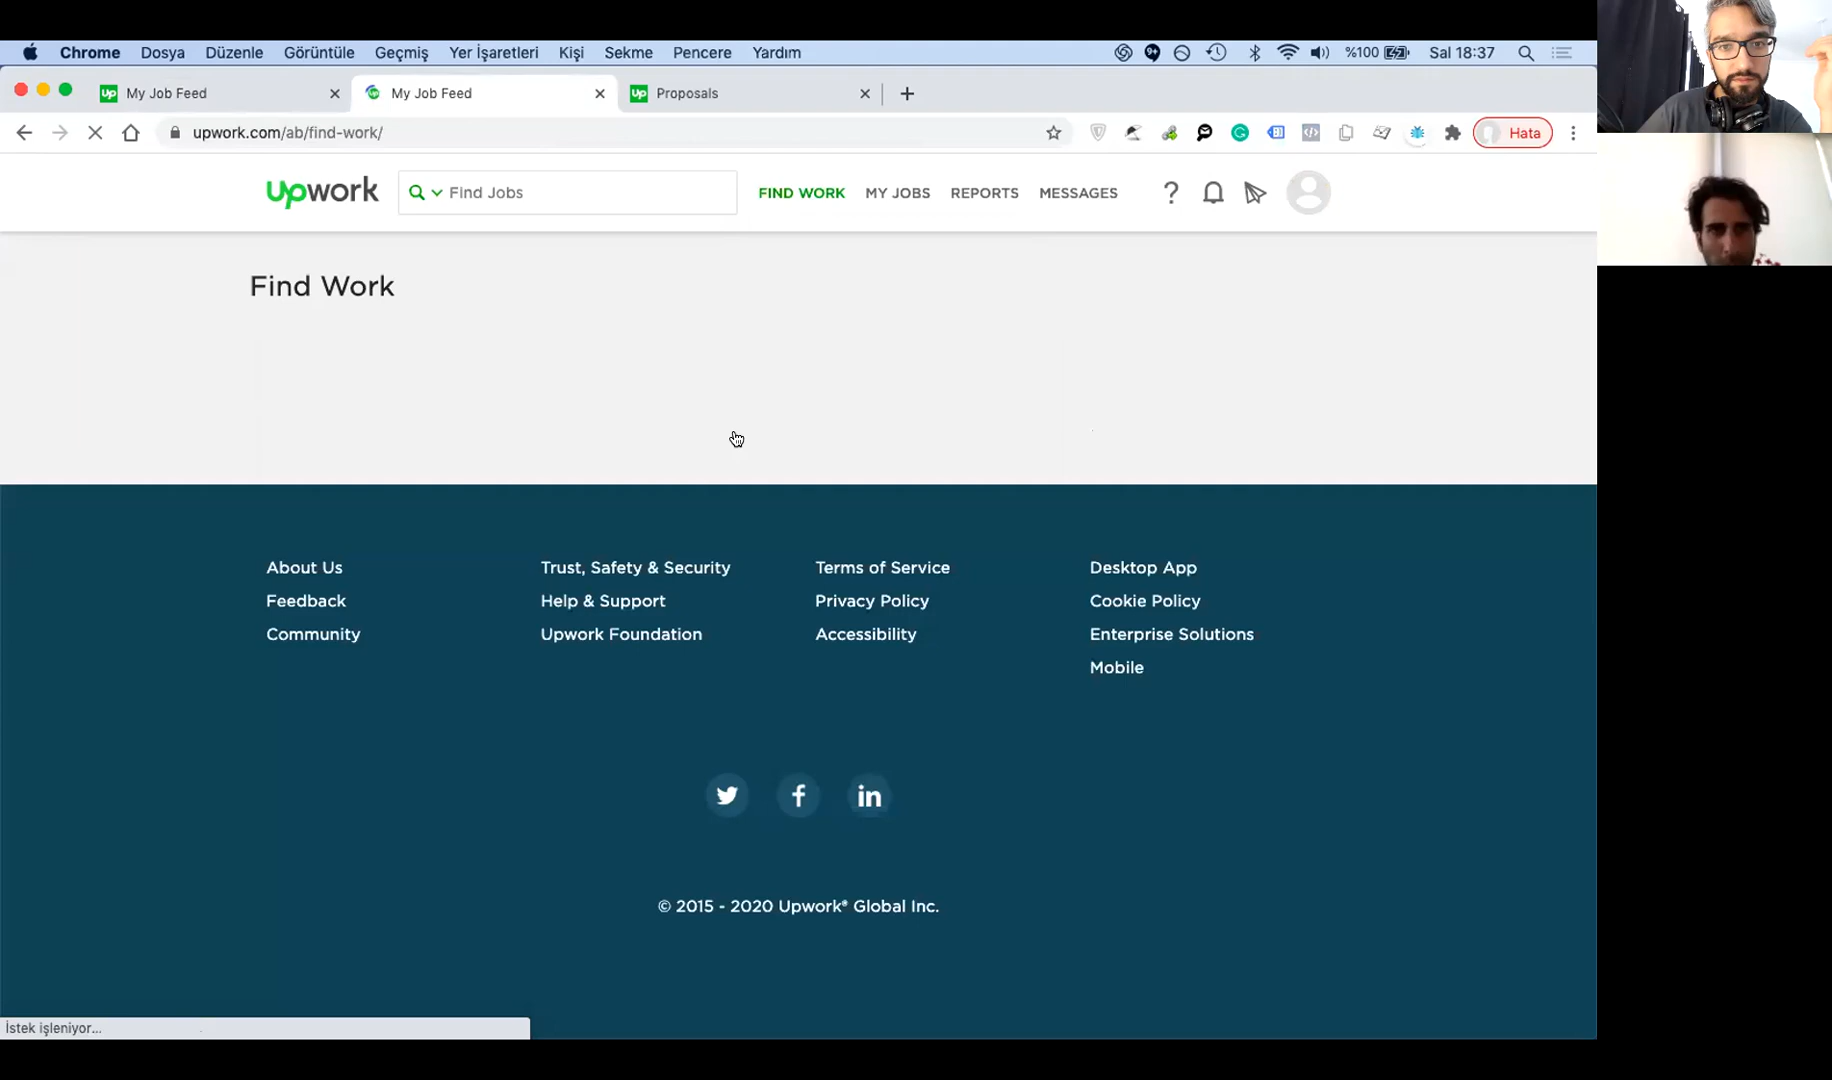 Chrome Dosya Düzenle Görüntüle Geçmiş Yer İşaretleri Kişi Sekme Pencere Yardım %100 Sal 18:37
My Job Feed My Job Feed Proposals
upwork.com/ab/find-work/ Hata
upwork Find Jobs FIND WORK MY JOBS REPORTS MESSAGES
Find Work
About Us Trust, Safety & Security Terms of Service Desktop App
Feedback Help & Support Privacy Policy Cookie Policy
Community Upwork Foundation Accessibility Enterprise Solutions
Mobile
© 2015 - 2020 Upwork® Global Inc.
İstek işleniyor...